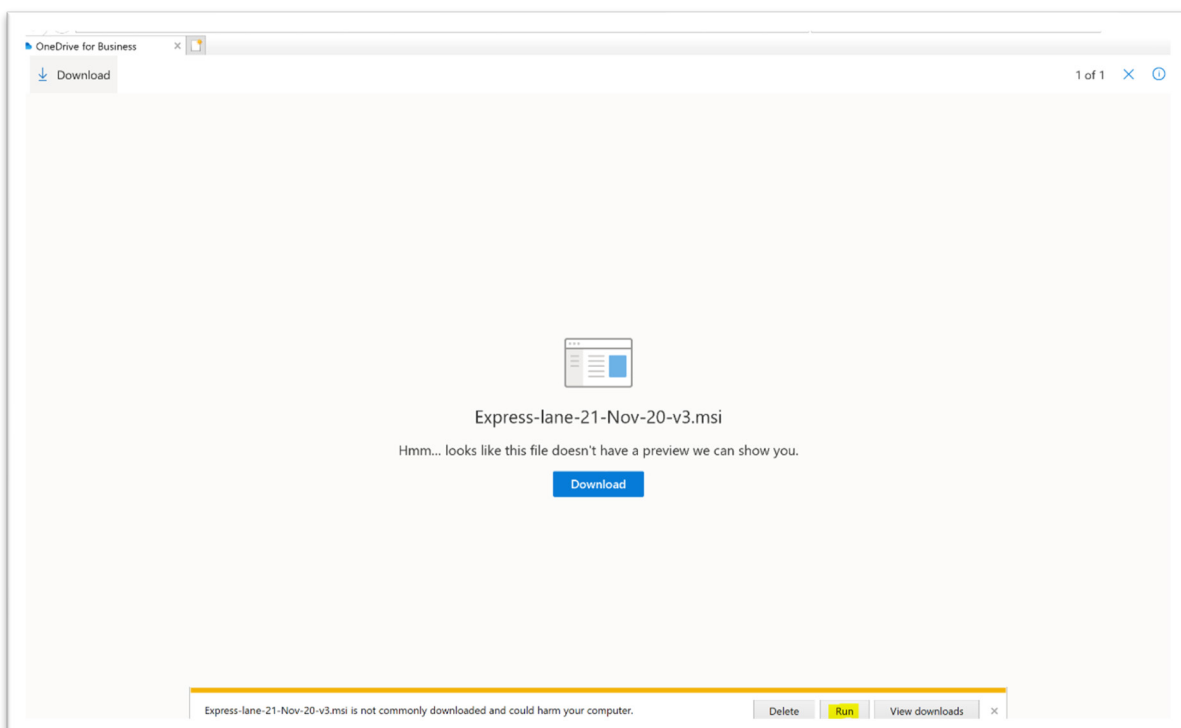 OneDrive for Business
Download
1 of 1
Express-lane-21-Nov-20-v3.msi
Hmm... looks like this file doesn't have a preview we can show you.
Download
Express-lane-21-Nov-20-v3.msi is not commonly downloaded and could harm your computer. Delete Run View downloads